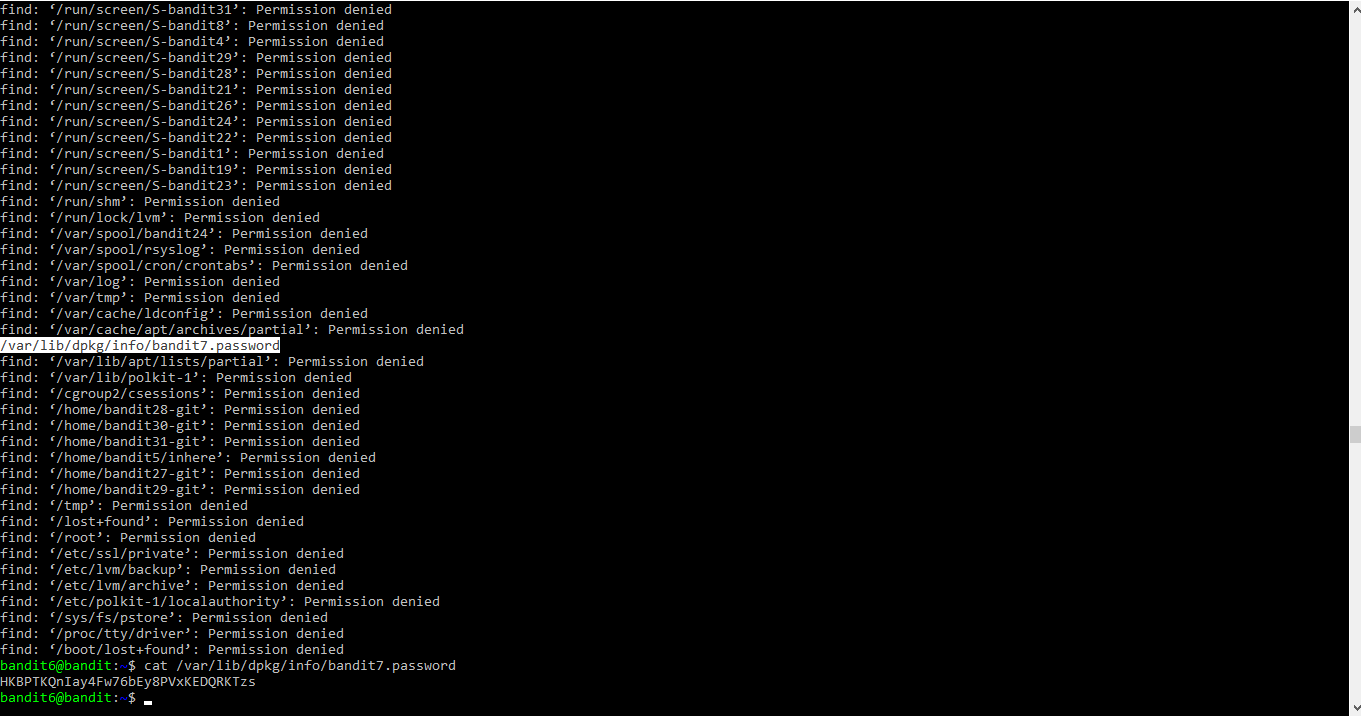 find: ‘/run/screen/S-bandit31’: Permission denied
find: ‘/run/screen/S-bandit8’: Permission denied
find: ‘/run/screen/S-bandit4’: Permission denied
find: ‘/run/screen/S-bandit29’: Permission denied
find: ‘/run/screen/S-bandit28’: Permission denied
find: ‘/run/screen/S-bandit21’: Permission denied
find: ‘/run/screen/S-bandit26’: Permission denied
find: ‘/run/screen/S-bandit24’: Permission denied
find: ‘/run/screen/S-bandit22’: Permission denied
find: ‘/run/screen/S-bandit1’: Permission denied
find: ‘/run/screen/S-bandit19’: Permission denied
find: ‘/run/screen/S-bandit23’: Permission denied
find: ‘/run/shm’: Permission denied
find: ‘/run/lock/lvm’: Permission denied
find: ‘/var/spool/bandit24’: Permission denied
find: ‘/var/spool/rsyslog’: Permission denied
find: ‘/var/spool/cron/crontabs’: Permission denied
find: ‘/var/log’: Permission denied
find: ‘/var/tmp’: Permission denied
find: ‘/var/cache/ldconfig’: Permission denied
find: ‘/var/cache/apt/archives/partial’: Permission denied
/var/lib/dpkg/info/bandit7.password
find: ‘/var/lib/apt/lists/partial’: Permission denied
find: ‘/var/lib/polkit-1’: Permission denied
find: ‘/cgroup2/csessions’: Permission denied
find: ‘/home/bandit28-git’: Permission denied
find: ‘/home/bandit30-git’: Permission denied
find: ‘/home/bandit31-git’: Permission denied
find: ‘/home/bandit5/inhere’: Permission denied
find: ‘/home/bandit27-git’: Permission denied
find: ‘/home/bandit29-git’: Permission denied
find: ‘/tmp’: Permission denied
find: ‘/lost+found’: Permission denied
find: ‘/root’: Permission denied
find: ‘/etc/ssl/private’: Permission denied
find: ‘/etc/lvm/backup’: Permission denied
find: ‘/etc/lvm/archive’: Permission denied
find: ‘/etc/polkit-1/localauthority’: Permission denied
find: ‘/sys/fs/pstore’: Permission denied
find: ‘/proc/tty/driver’: Permission denied
find: ‘/boot/lost+found’: Permission denied
bandit6@bandit:~$ cat /var/lib/dpkg/info/bandit7.password
HKBPTKQnIay4Fw76bEy8PVxKEDQRKTzs
bandit6@bandit:~$